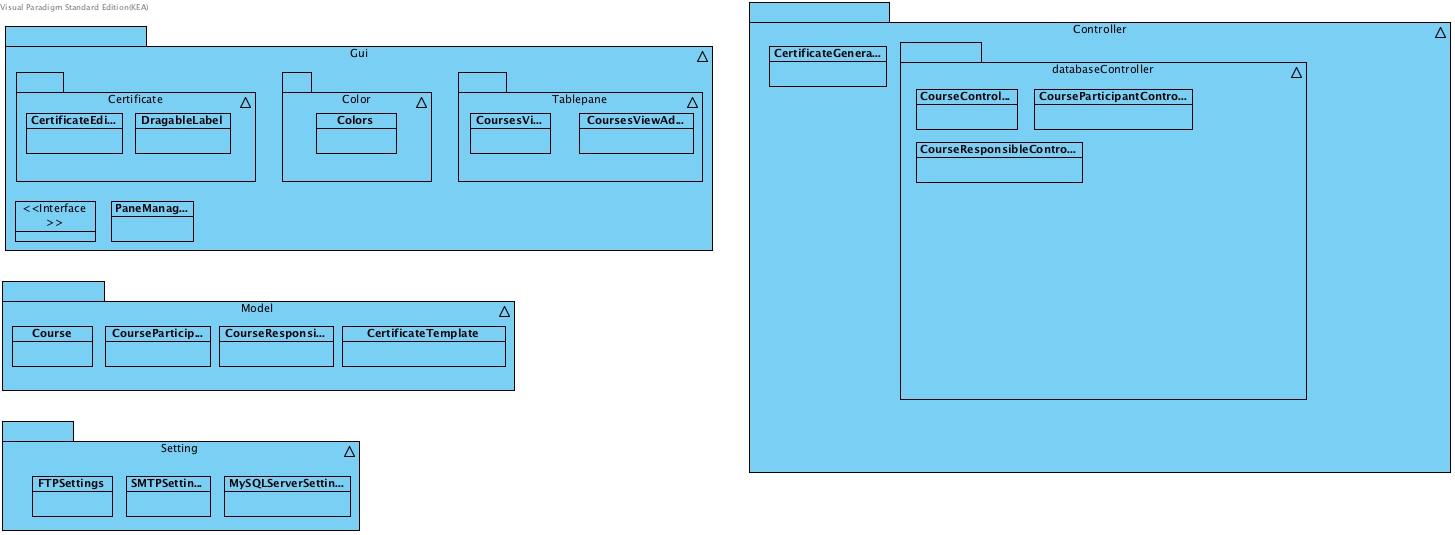 Visual Paradigm Standard Edition(KEA)
Gui
Certificate
CertificateEdi...
DragableLabel
Color
Colors
Tablepane
CoursesVi...
CoursesViewAd...
<<Interface
>>
PaneManag...
Model
Course
CourseParticip...
CourseResponsi...
CertificateTemplate
Setting
FTPSettings
SMTPSettin...
MySQLServerSettin...
Controller
CertificateGenera...
databaseController
CourseControl...
CourseParticipantContro...
CourseResponsibleContro...